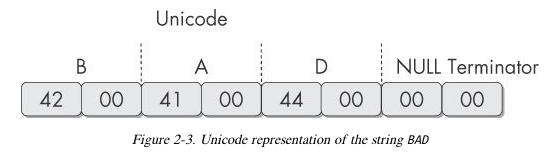 Unicode
B A D NULL Terminator
42 00 41 00 44 00 00 00
Figure 2-3. Unicode representation of the string BAD